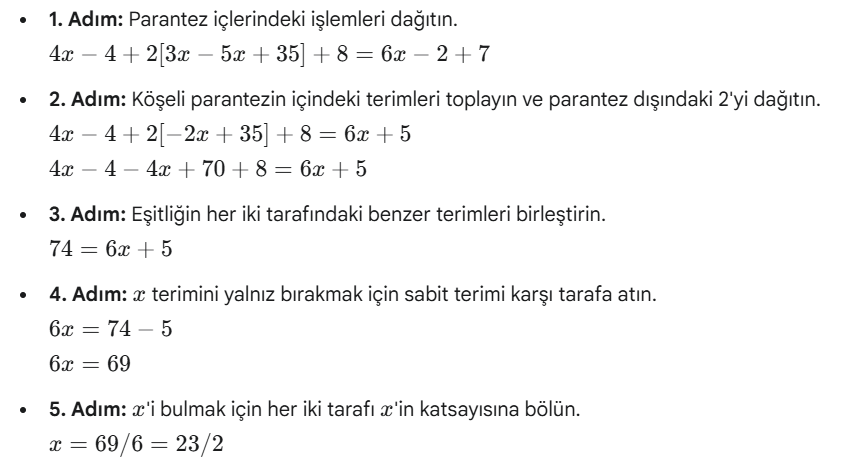 • 1. Adım: Parantez içlerindeki işlemleri dağıtın.
4x − 4 + 2[3x − 5x + 35] + 8 = 6x − 2 + 7
• 2. Adım: Köşeli parantezin içindeki terimleri toplayın ve parantez dışındaki 2'yi dağıtın.
4x − 4 + 2[−2x + 35] + 8 = 6x + 5
4x − 4 − 4x + 70 + 8 = 6x + 5
• 3. Adım: Eşitliğin her iki tarafındaki benzer terimleri birleştirin.
74 = 6x + 5
• 4. Adım: x terimini yalnız bırakmak için sabit terimi karşı tarafa atın.
6x = 74 − 5
6x = 69
• 5. Adım: x'i bulmak için her iki tarafı x'in katsayısına bölün.
x = 69/6 = 23/2